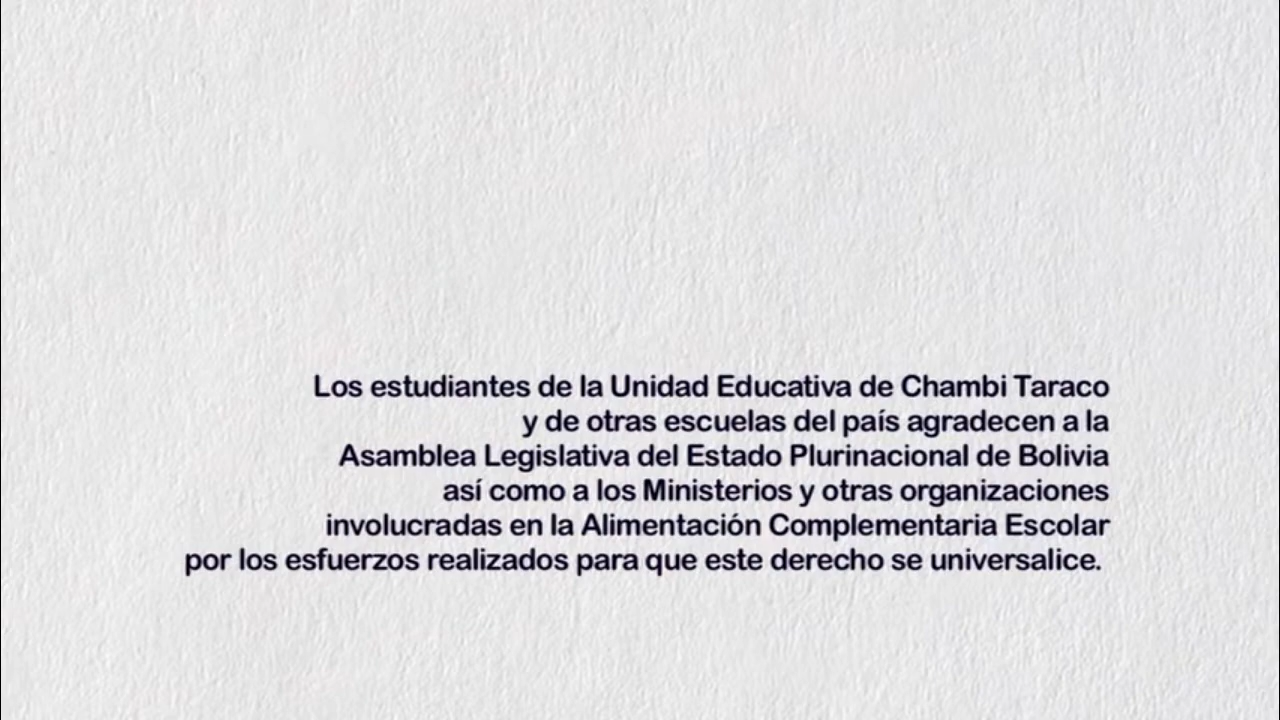 Los estudiantes de la Unidad Educativa de Chambi Taraco
y de otras escuelas del país agradecen a la
Asamblea Legislativa del Estado Plurinacional de Bolivia
así como a los Ministerios y otras organizaciones
involucradas en la Alimentación Complementaria Escolar
por los esfuerzos realizados para que este derecho se universalice.